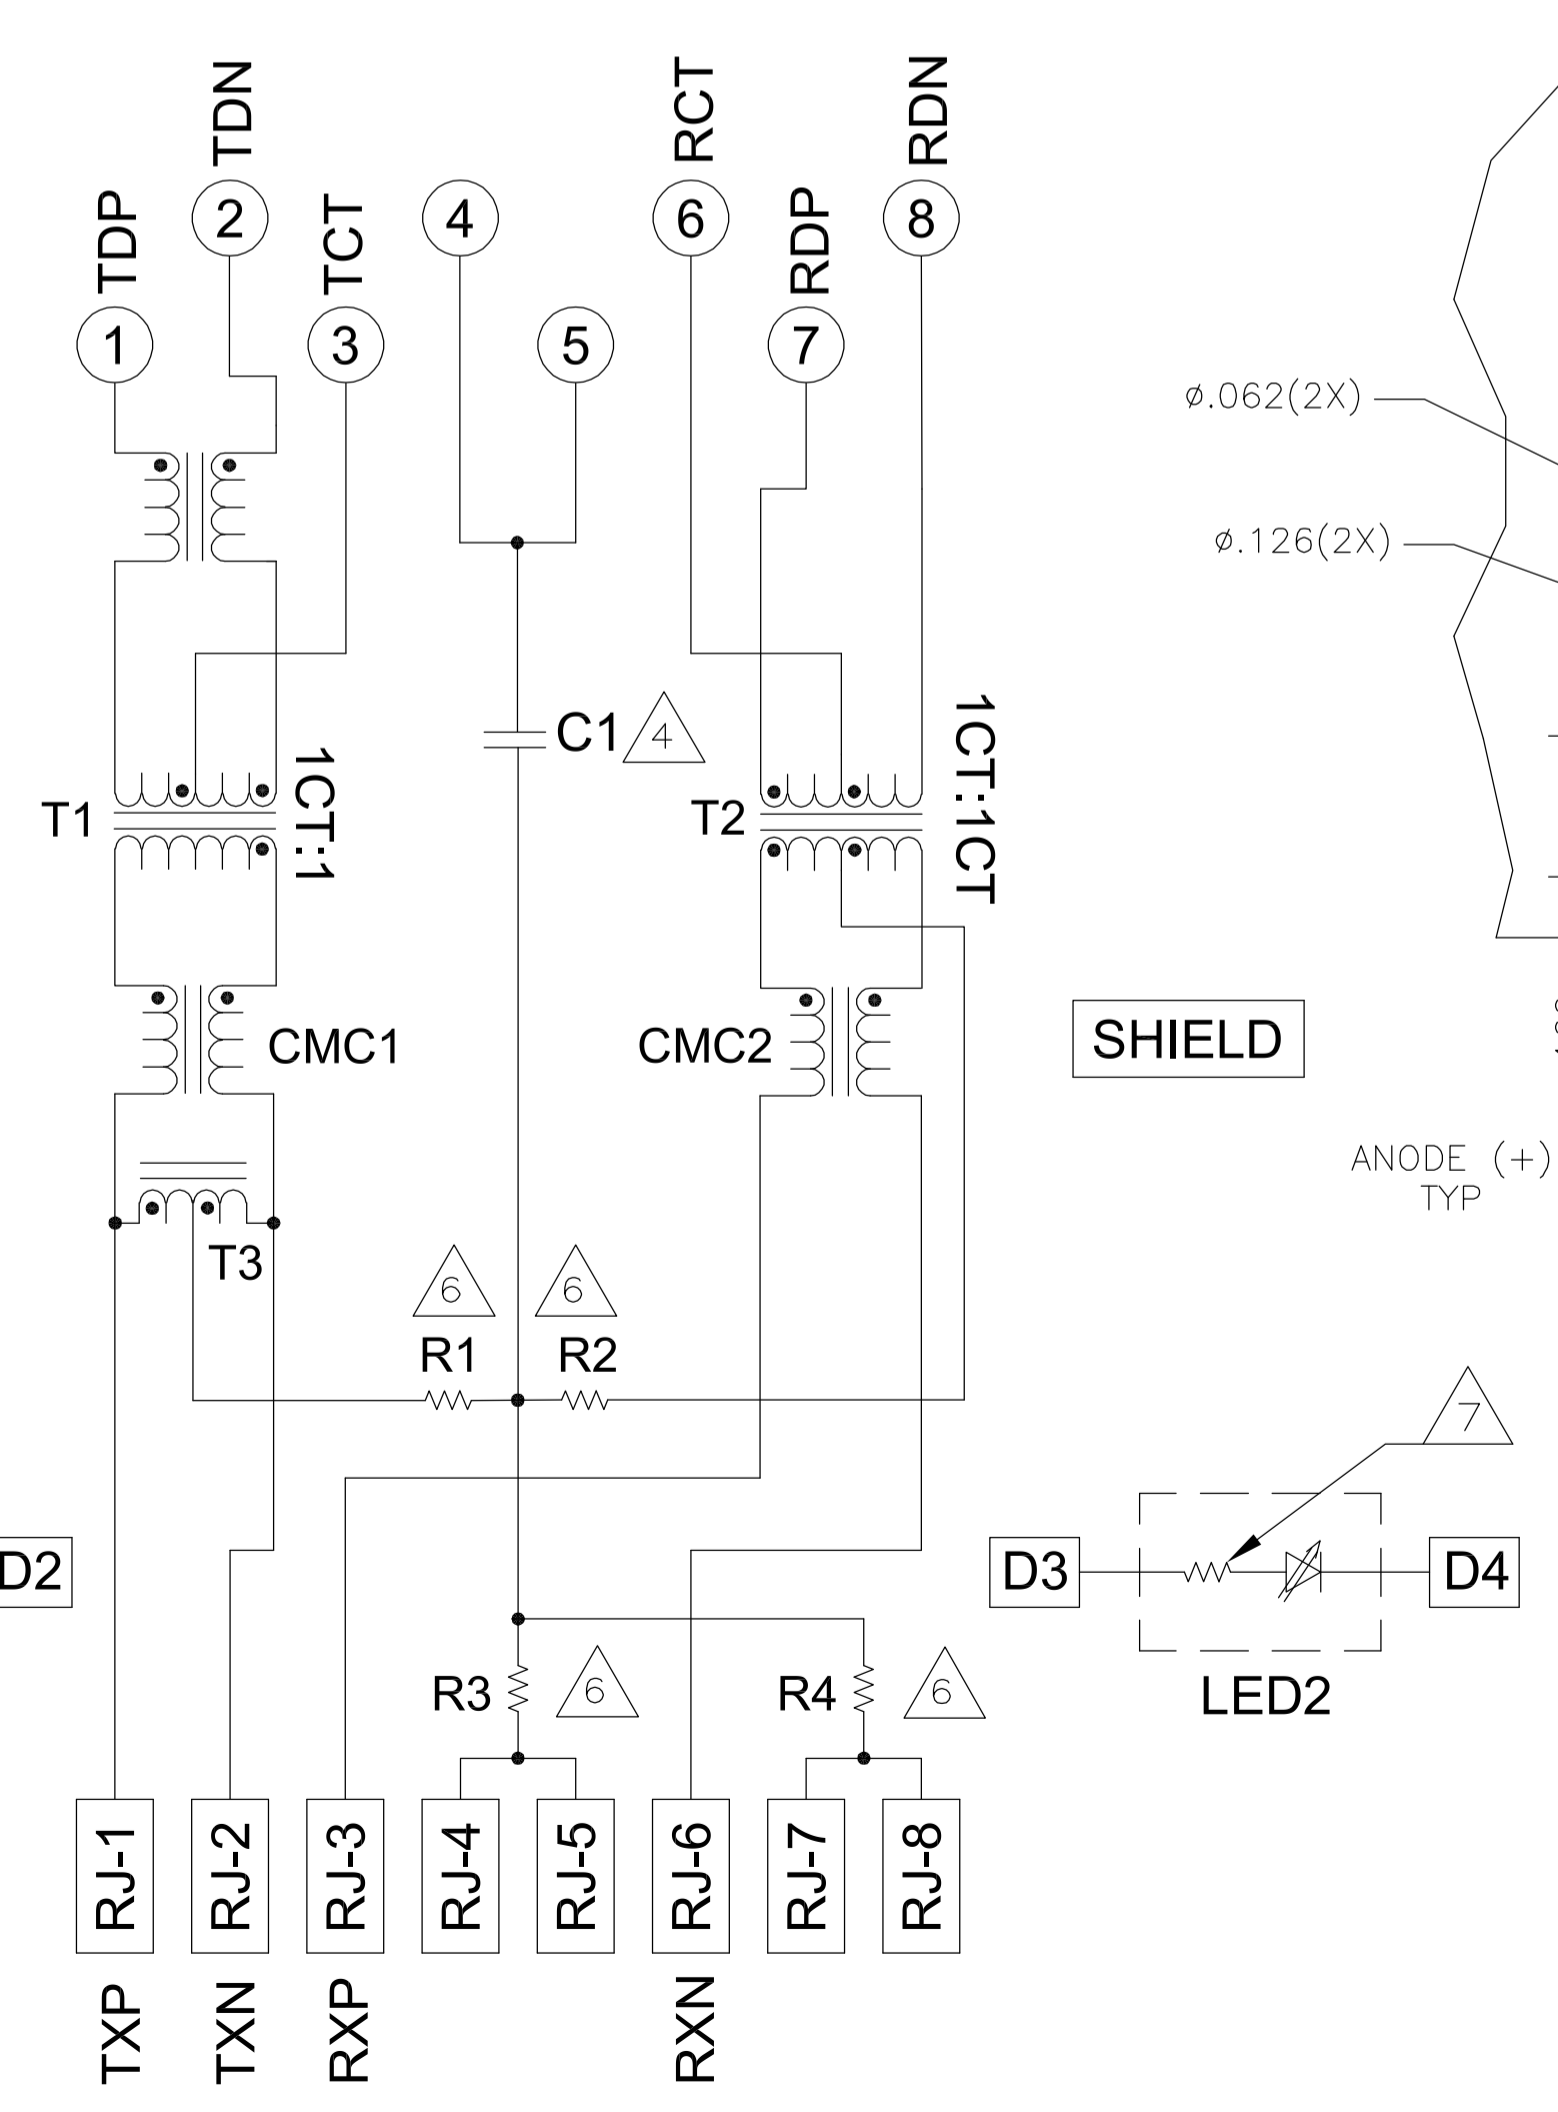 TDP
TDN
TCT
RCT
RDP
RDN
1
2
3
4
5
6
7
8
ø.062(2X)
ø.126(2X)
C1
4
T1
1CT:1
T2
1CT:1CT
CMC1
CMC2
SHIELD
ANODE (+)
TYP
T3
6
6
R1
R2
7
D2
D3
D4
LED2
R3
6
R4
6
RJ-1
RJ-2
RJ-3
RJ-4
RJ-5
RJ-6
RJ-7
RJ-8
TXP
TXN
RXP
RXN